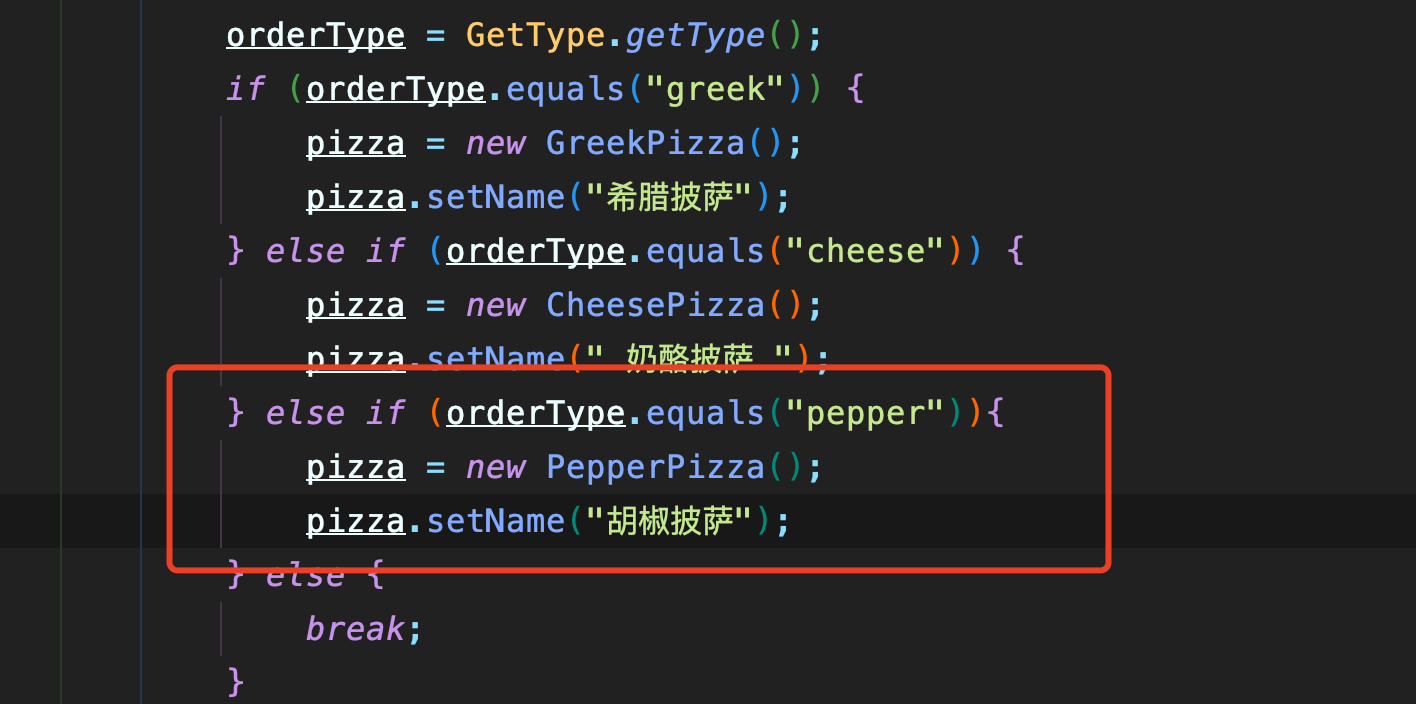 orderType = GetType.getType();
if (orderType.equals("greek")) {
pizza = new GreekPizza();
pizza.setName("希腊披萨");
} else if (orderType.equals("cheese")) {
pizza = new CheesePizza();
pizza.setName(" 奶酪披萨 ");
} else if (orderType.equals("pepper")){
pizza = new PepperPizza();
pizza.setName("胡椒披萨");
} else {
break;
}